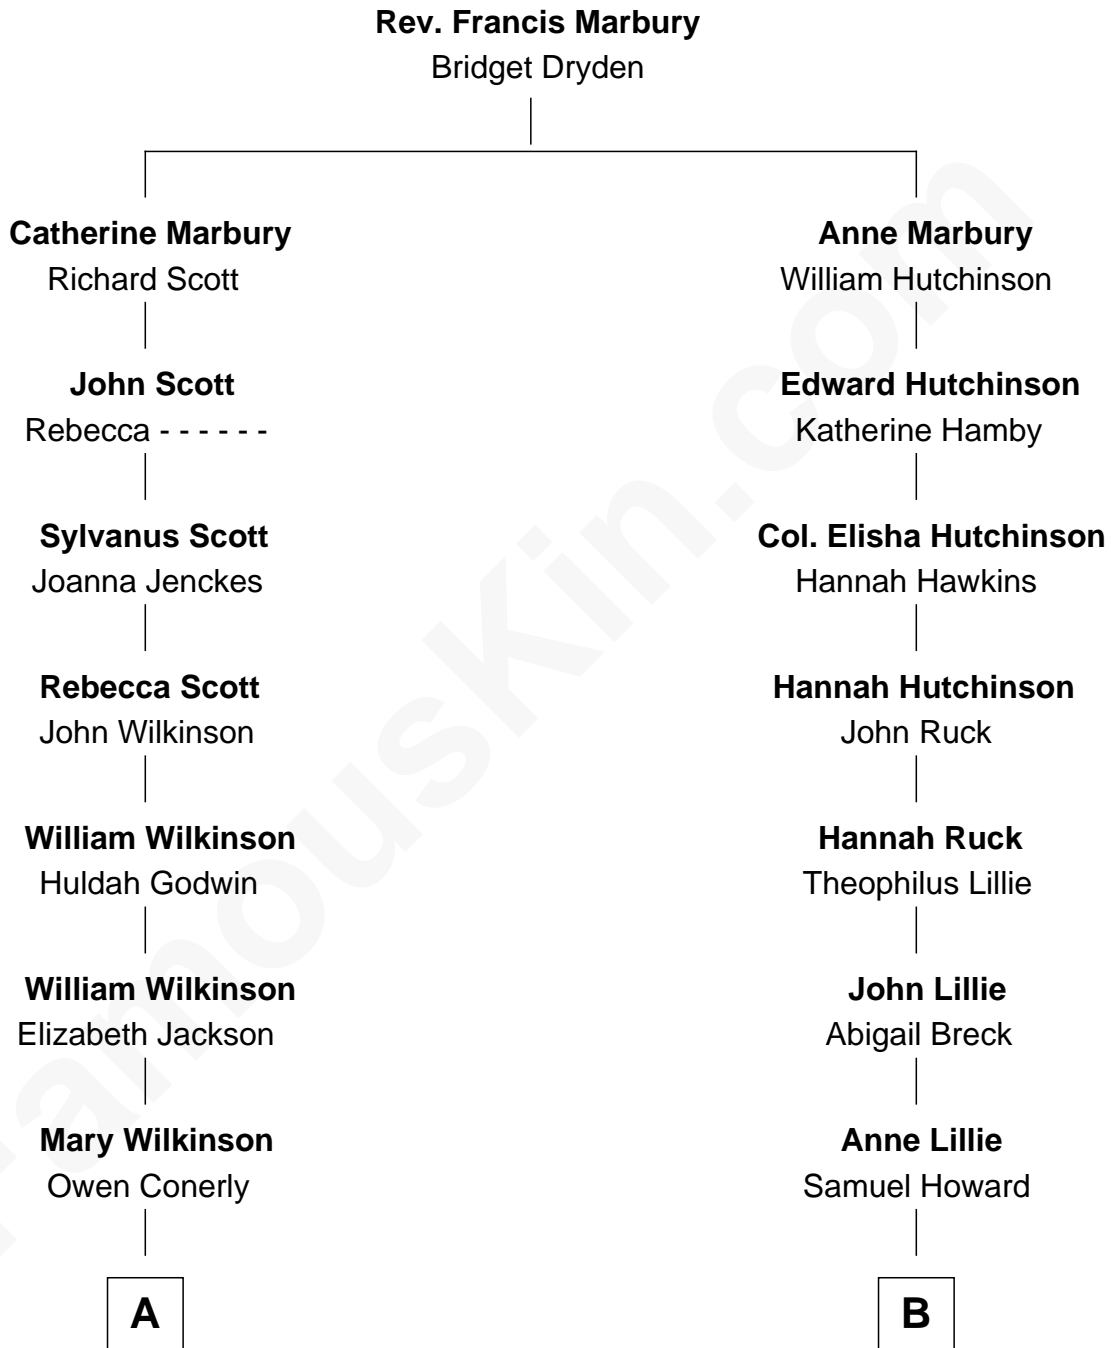 Rev. Francis Marbury
Bridget Dryden
Catherine Marbury
Richard Scott
John Scott
Rebecca - - - - - -
Sylvanus Scott
Joanna Jenckes
Rebecca Scott
John Wilkinson
William Wilkinson
Huldah Godwin
William Wilkinson
Elizabeth Jackson
Mary Wilkinson
Owen Conerly
A
Anne Marbury
William Hutchinson
Edward Hutchinson
Katherine Hamby
Col. Elisha Hutchinson
Hannah Hawkins
Hannah Hutchinson
John Ruck
Hannah Ruck
Theophilus Lillie
John Lillie
Abigail Breck
Anne Lillie
Samuel Howard
B
FamousKin.com